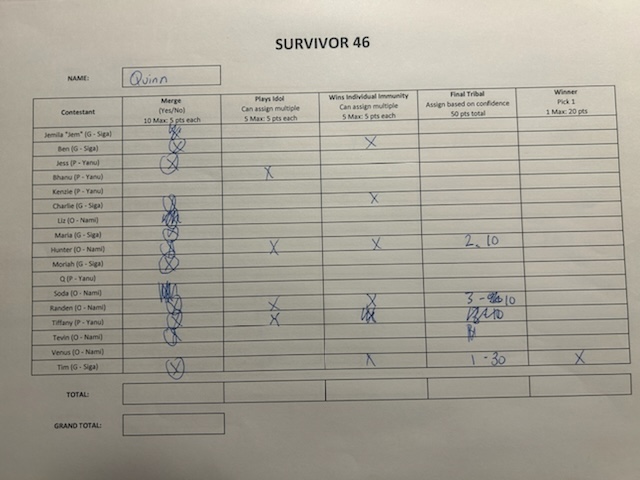 SURVIVOR 46
NAME: Quinn
Contestant Merge (Yes/No) 10 Max: 5 pts each Plays Idol Can assign multiple 5 Max: 5 pts each Wins Individual Immunity Can assign multiple 5 Max: 5 pts each Final Tribal Assign based on confidence 50 pts total Winner Pick 1 1 Max: 20 pts
Jemila "Jem" (G - Siga)
Ben (G - Siga) X X
Jess (P - Yanu) X
Bhanu (P - Yanu) X
Kenzie (P - Yanu)
Charlie (G - Siga) X X
Liz (O - Nami)
Maria (G - Siga) X
Hunter (O - Nami) X X X 2. 10
Moriah (G - Siga) X
Q (P - Yanu)
Soda (O - Nami)
Randen (O - Nami) X X X 3 - 10
Tiffany (P - Yanu) X X 10
Tevin (O - Nami) X
Venus (O - Nami)
Tim (G - Siga) X X 1 - 30 X
TOTAL:
GRAND TOTAL: